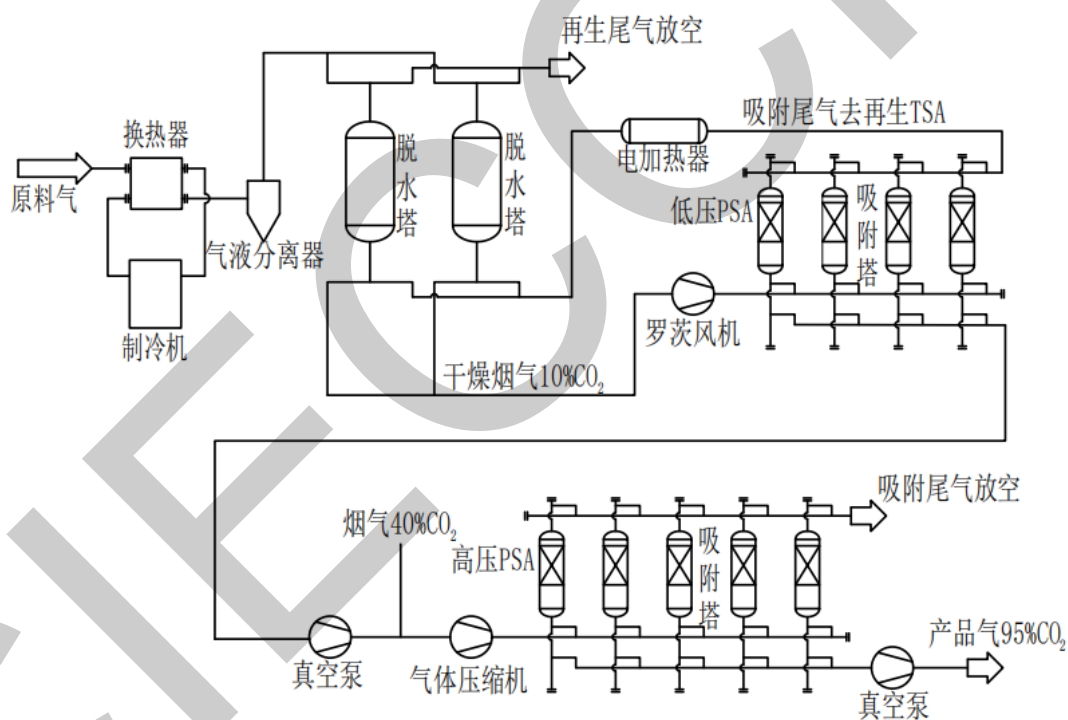 再生尾气放空
换热器
原料气
气液分离器
制冷机
脱水塔
脱水塔
吸附尾气去再生TSA
电加热器
低压PSA
吸附塔
罗茨风机
干燥烟气10%CO₂
烟气40%CO₂
高压PSA
吸附塔
吸附尾气放空
真空泵
气体压缩机
产品气95%CO₂
真空泵